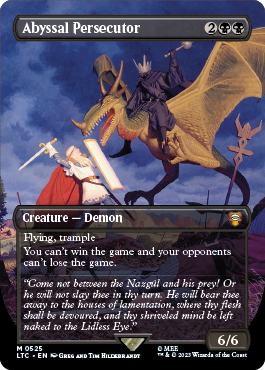 Abyssal Persecutor 2
Creature — Demon
Flying, trample
You can't win the game and your opponents
can't lose the game.
"Come not between the Nazgûl and his prey! Or
he will not slay thee in thy turn. He will bear thee
away to the houses of lamentation, where thy flesh
shall be devoured, and thy shriveled mind be left
naked to the Lidless Eye."
6/6
M 0525
LTC • EN Greg and Tim Hildebrandt
© MEE
™ & © 2023 Wizards of the Coast